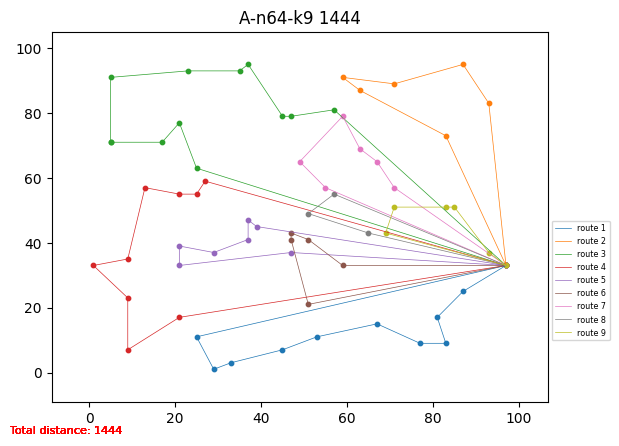 A-n64-k9 1444
100
80
60
40
20
0
0 20 40 60 80 100
route 1
route 2
route 3
route 4
route 5
route 6
route 7
route 8
route 9
Total distance: 1444